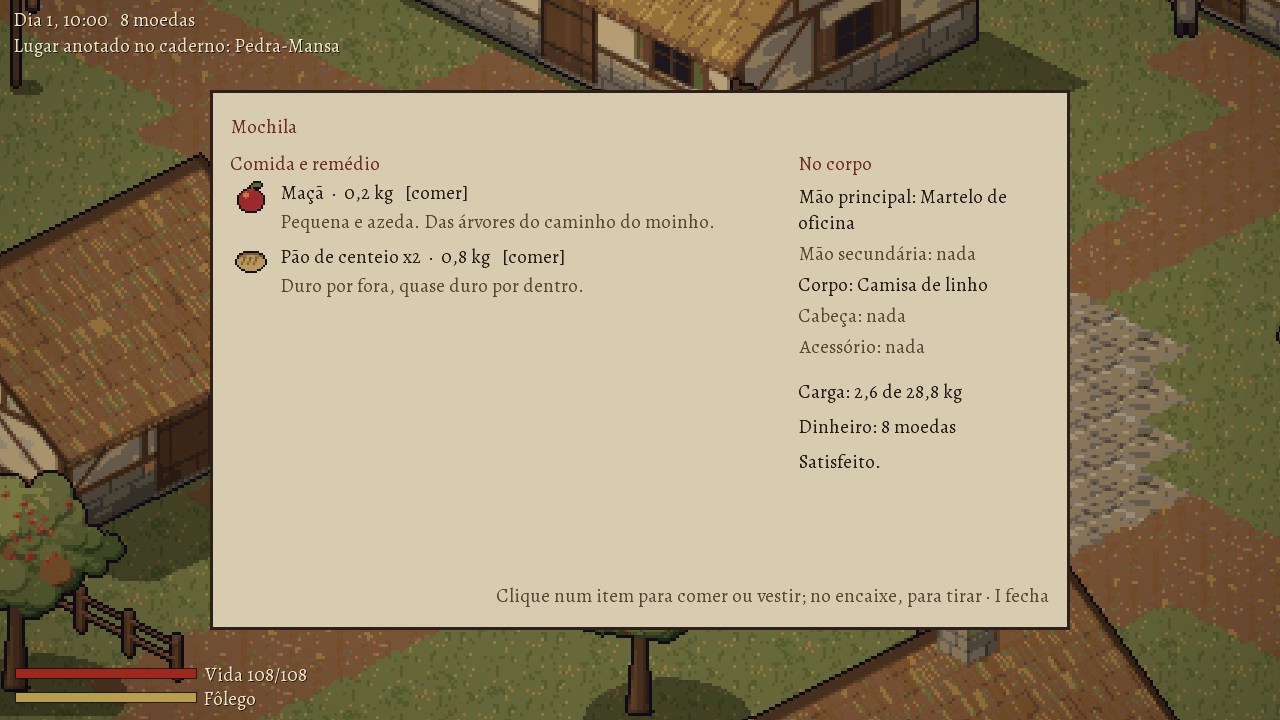 Dia 1, 10:00   8 moedas
Lugar anotado no caderno: Pedra-Mansa
Mochila
Comida e remédio
Maçã · 0,2 kg   [comer]
Pequena e azeda. Das árvores do caminho do moinho.
Pão de centeio x2 · 0,8 kg   [comer]
Duro por fora, quase duro por dentro.
No corpo
Mão principal: Martelo de
oficina
Mão secundária: nada
Corpo: Camisa de linho
Cabeça: nada
Acessório: nada
Carga: 2,6 de 28,8 kg
Dinheiro: 8 moedas
Satisfeito.
Clique num item para comer ou vestir; no encaixe, para tirar · I fecha
Vida 108/108
Fôlego